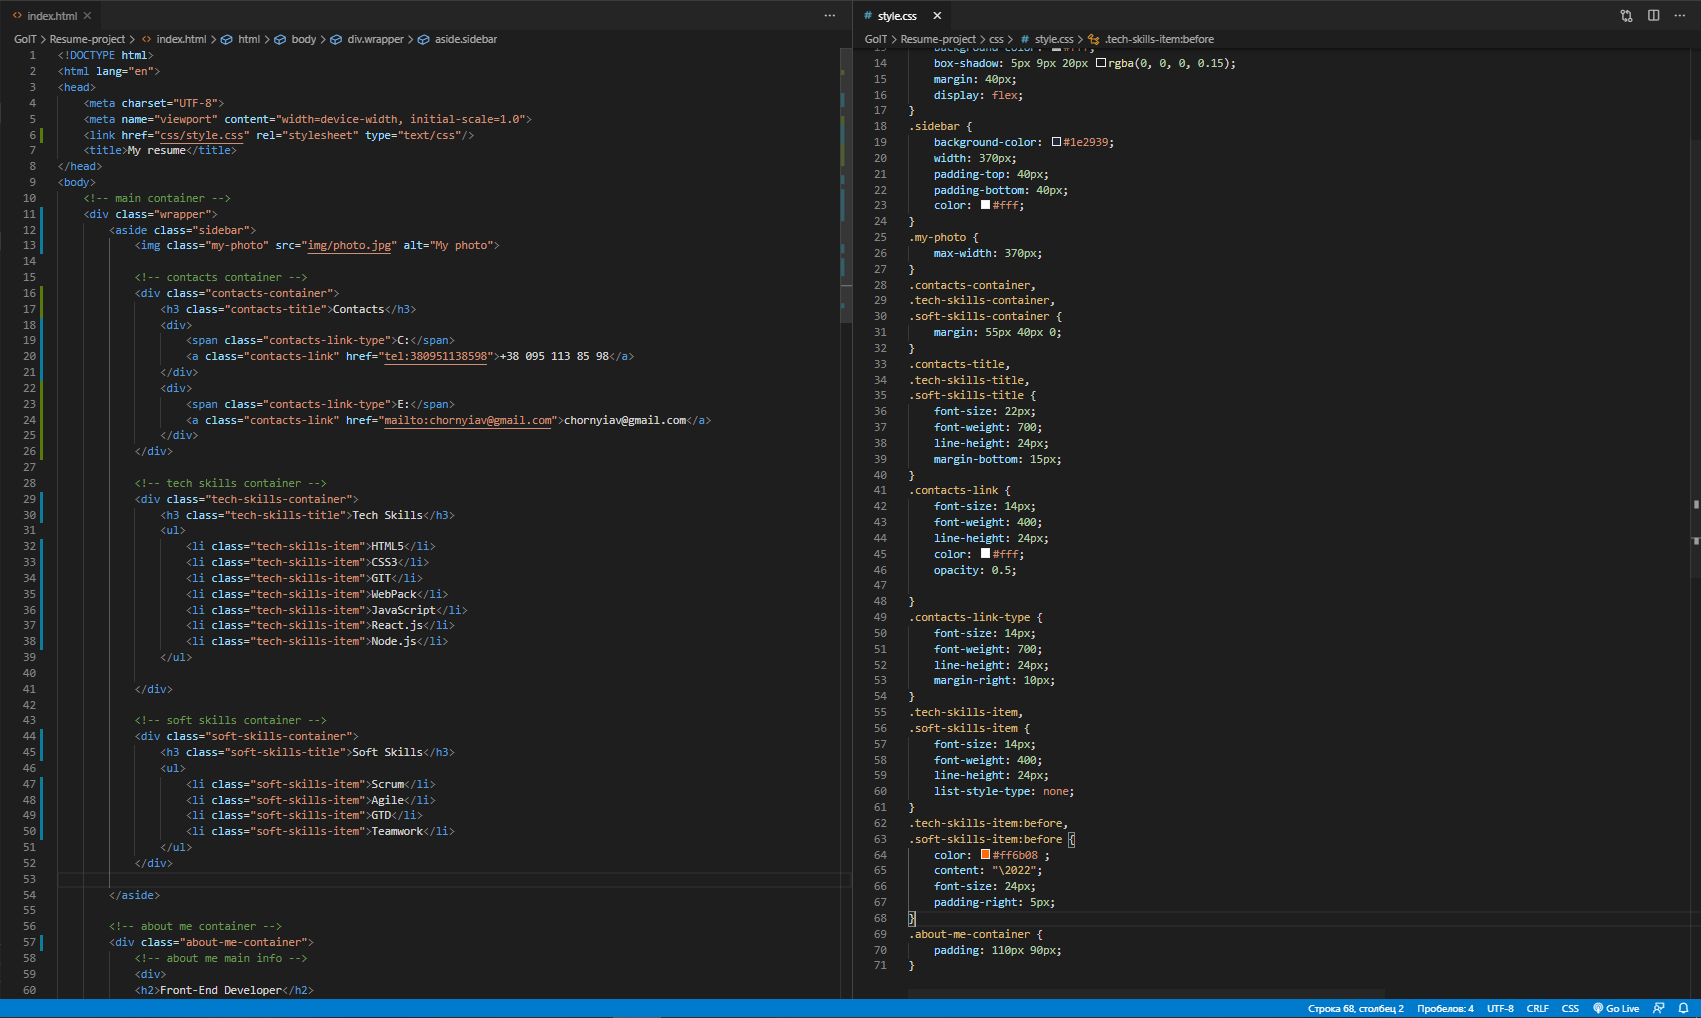 index.html
GoIT > Resume-project > index.html > html > body > div.wrapper > aside.sidebar
1 <!DOCTYPE html>
2 <html lang="en">
3 <head>
4 <meta charset="UTF-8">
5 <meta name="viewport" content="width=device-width, initial-scale=1.0">
6 <link href="css/style.css" rel="stylesheet" type="text/css"/>
7 <title>My resume</title>
8 </head>
9 <body>
10 <!-- main container -->
11 <div class="wrapper">
12 <aside class="sidebar">
13 <img class="my-photo" src="img/photo.jpg" alt="My photo">
14
15 <!-- contacts container -->
16 <div class="contacts-container">
17 <h3 class="contacts-title">Contacts</h3>
18 <div>
19 <span class="contacts-link-type">C:</span>
20 <a class="contacts-link" href="tel:380951138598">+38 095 113 85 98</a>
21 </div>
22 <div>
23 <span class="contacts-link-type">E:</span>
24 <a class="contacts-link" href="mailto:chornyiav@gmail.com">chornyiav@gmail.com</a>
25 </div>
26 </div>
27
28 <!-- tech skills container -->
29 <div class="tech-skills-container">
30 <h3 class="tech-skills-title">Tech Skills</h3>
31 <ul>
32 <li class="tech-skills-item">HTML5</li>
33 <li class="tech-skills-item">CSS3</li>
34 <li class="tech-skills-item">GIT</li>
35 <li class="tech-skills-item">WebPack</li>
36 <li class="tech-skills-item">JavaScript</li>
37 <li class="tech-skills-item">React.js</li>
38 <li class="tech-skills-item">Node.js</li>
39 </ul>
40
41 </div>
42
43 <!-- soft skills container -->
44 <div class="soft-skills-container">
45 <h3 class="soft-skills-title">Soft Skills</h3>
46 <ul>
47 <li class="soft-skills-item">Scrum</li>
48 <li class="soft-skills-item">Agile</li>
49 <li class="soft-skills-item">GTD</li>
50 <li class="soft-skills-item">Teamwork</li>
51 </ul>
52 </div>
53
54 </aside>
55
56 <!-- about me container -->
57 <div class="about-me-container">
58 <!-- about me main info -->
59 <div>
60 <h2>Front-End Developer</h2>
# style.css
GoIT > Resume-project > css > # style.css > .tech-skills-item:before
13 background-color: #fff;
14 box-shadow: 5px 9px 20px rgba(0, 0, 0, 0.15);
15 margin: 40px;
16 display: flex;
17 }
18 .sidebar {
19 background-color: #1e2939;
20 width: 370px;
21 padding-top: 40px;
22 padding-bottom: 40px;
23 color: #fff;
24 }
25 .my-photo {
26 max-width: 370px;
27 }
28 .contacts-container,
29 .tech-skills-container,
30 .soft-skills-container {
31 margin: 55px 40px 0;
32 }
33 .contacts-title,
34 .tech-skills-title,
35 .soft-skills-title {
36 font-size: 22px;
37 font-weight: 700;
38 line-height: 24px;
39 margin-bottom: 15px;
40 }
41 .contacts-link {
42 font-size: 14px;
43 font-weight: 400;
44 line-height: 24px;
45 color: #fff;
46 opacity: 0.5;
47
48 }
49 .contacts-link-type {
50 font-size: 14px;
51 font-weight: 700;
52 line-height: 24px;
53 margin-right: 10px;
54 }
55 .tech-skills-item,
56 .soft-skills-item {
57 font-size: 14px;
58 font-weight: 400;
59 line-height: 24px;
60 list-style-type: none;
61 }
62 .tech-skills-item:before,
63 .soft-skills-item:before {
64 color: #ff6b08 ;
65 content: "\2022";
66 font-size: 24px;
67 padding-right: 5px;
68 }
69 .about-me-container {
70 padding: 110px 90px;
71 }
Строка 68, столбец 2 Пробелов: 4 UTF-8 CRLF CSS Go Live